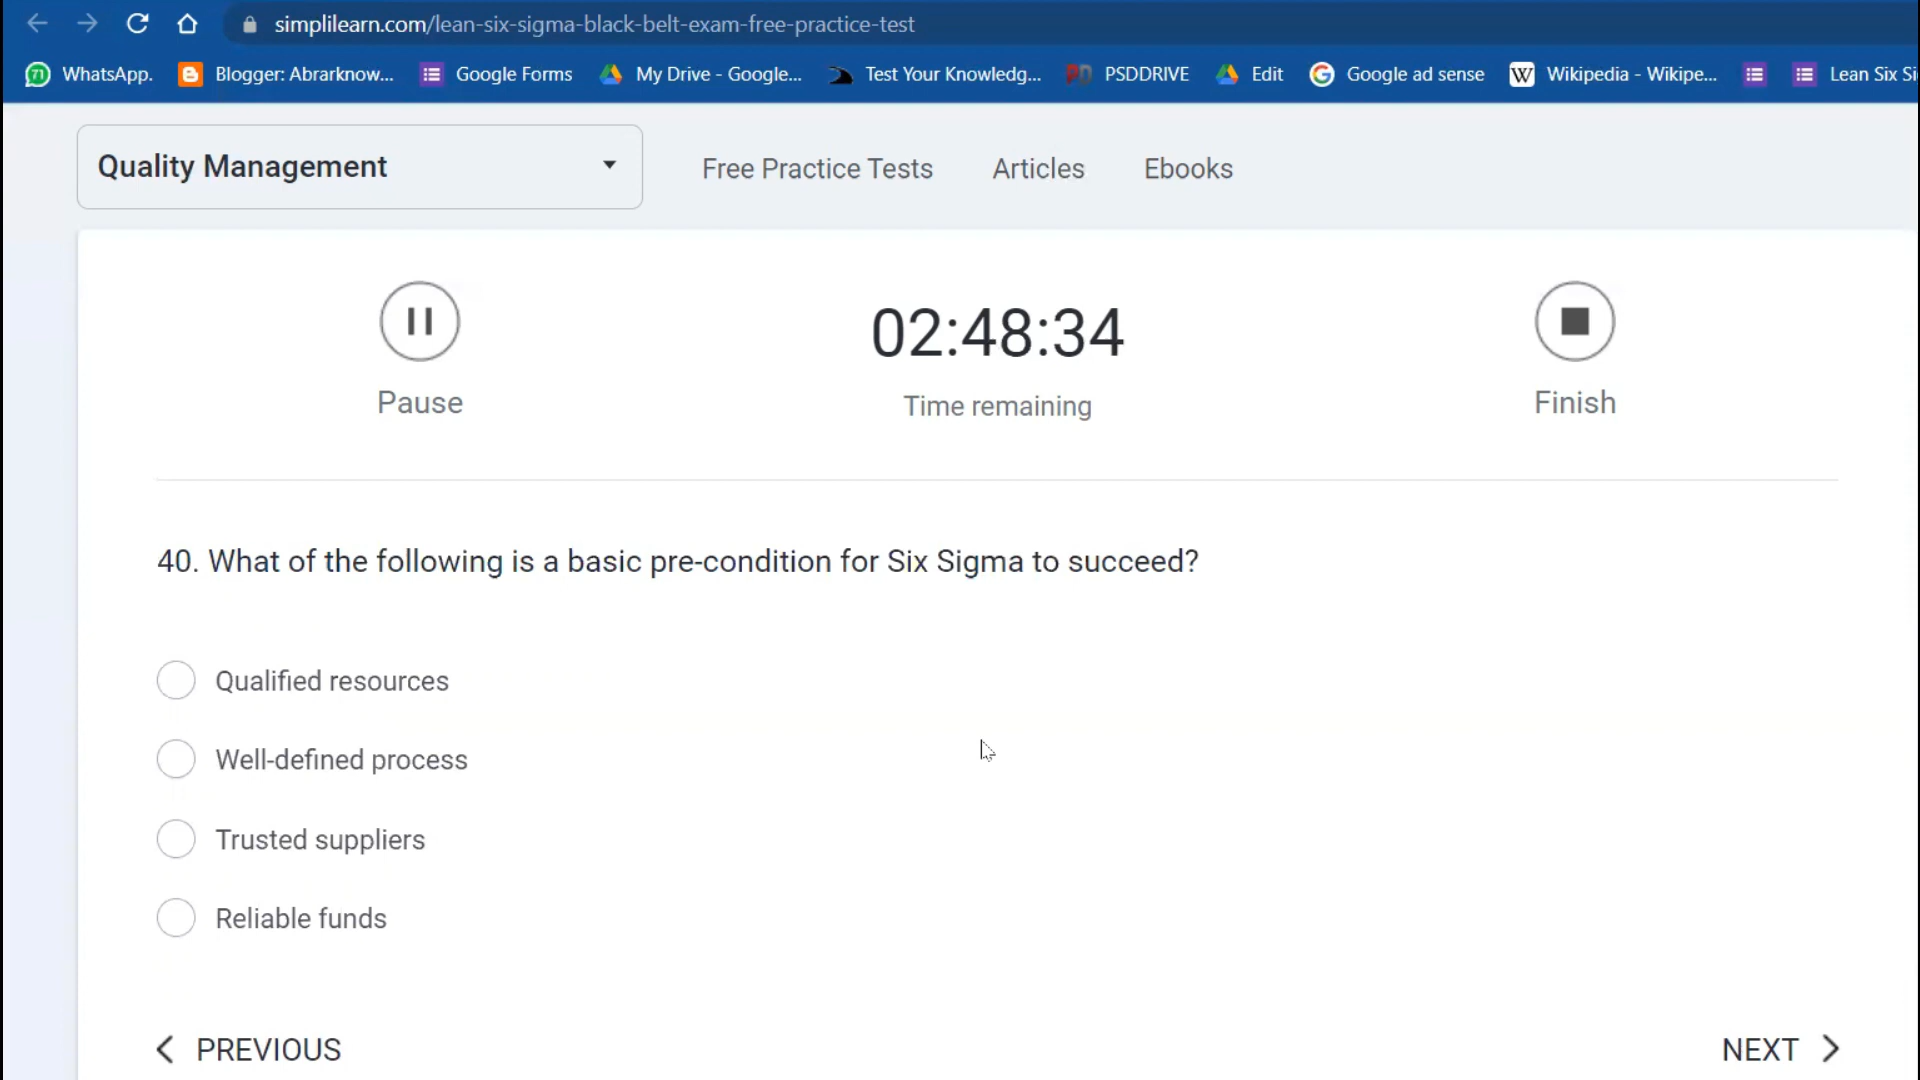 simplilearn.com/lean-six-sigma-black-belt-exam-free-practice-test
71 WhatsApp. Blogger: Abrarknow... Google Forms My Drive - Google... Test Your Knowledg... PSDDRIVE Edit Google ad sense W Wikipedia - Wikipe... Lean Six Si
Quality Management Free Practice Tests Articles Ebooks
02:48:34
Pause Time remaining Finish
40. What of the following is a basic pre-condition for Six Sigma to succeed?
Qualified resources
Well-defined process
Trusted suppliers
Reliable funds
PREVIOUS NEXT